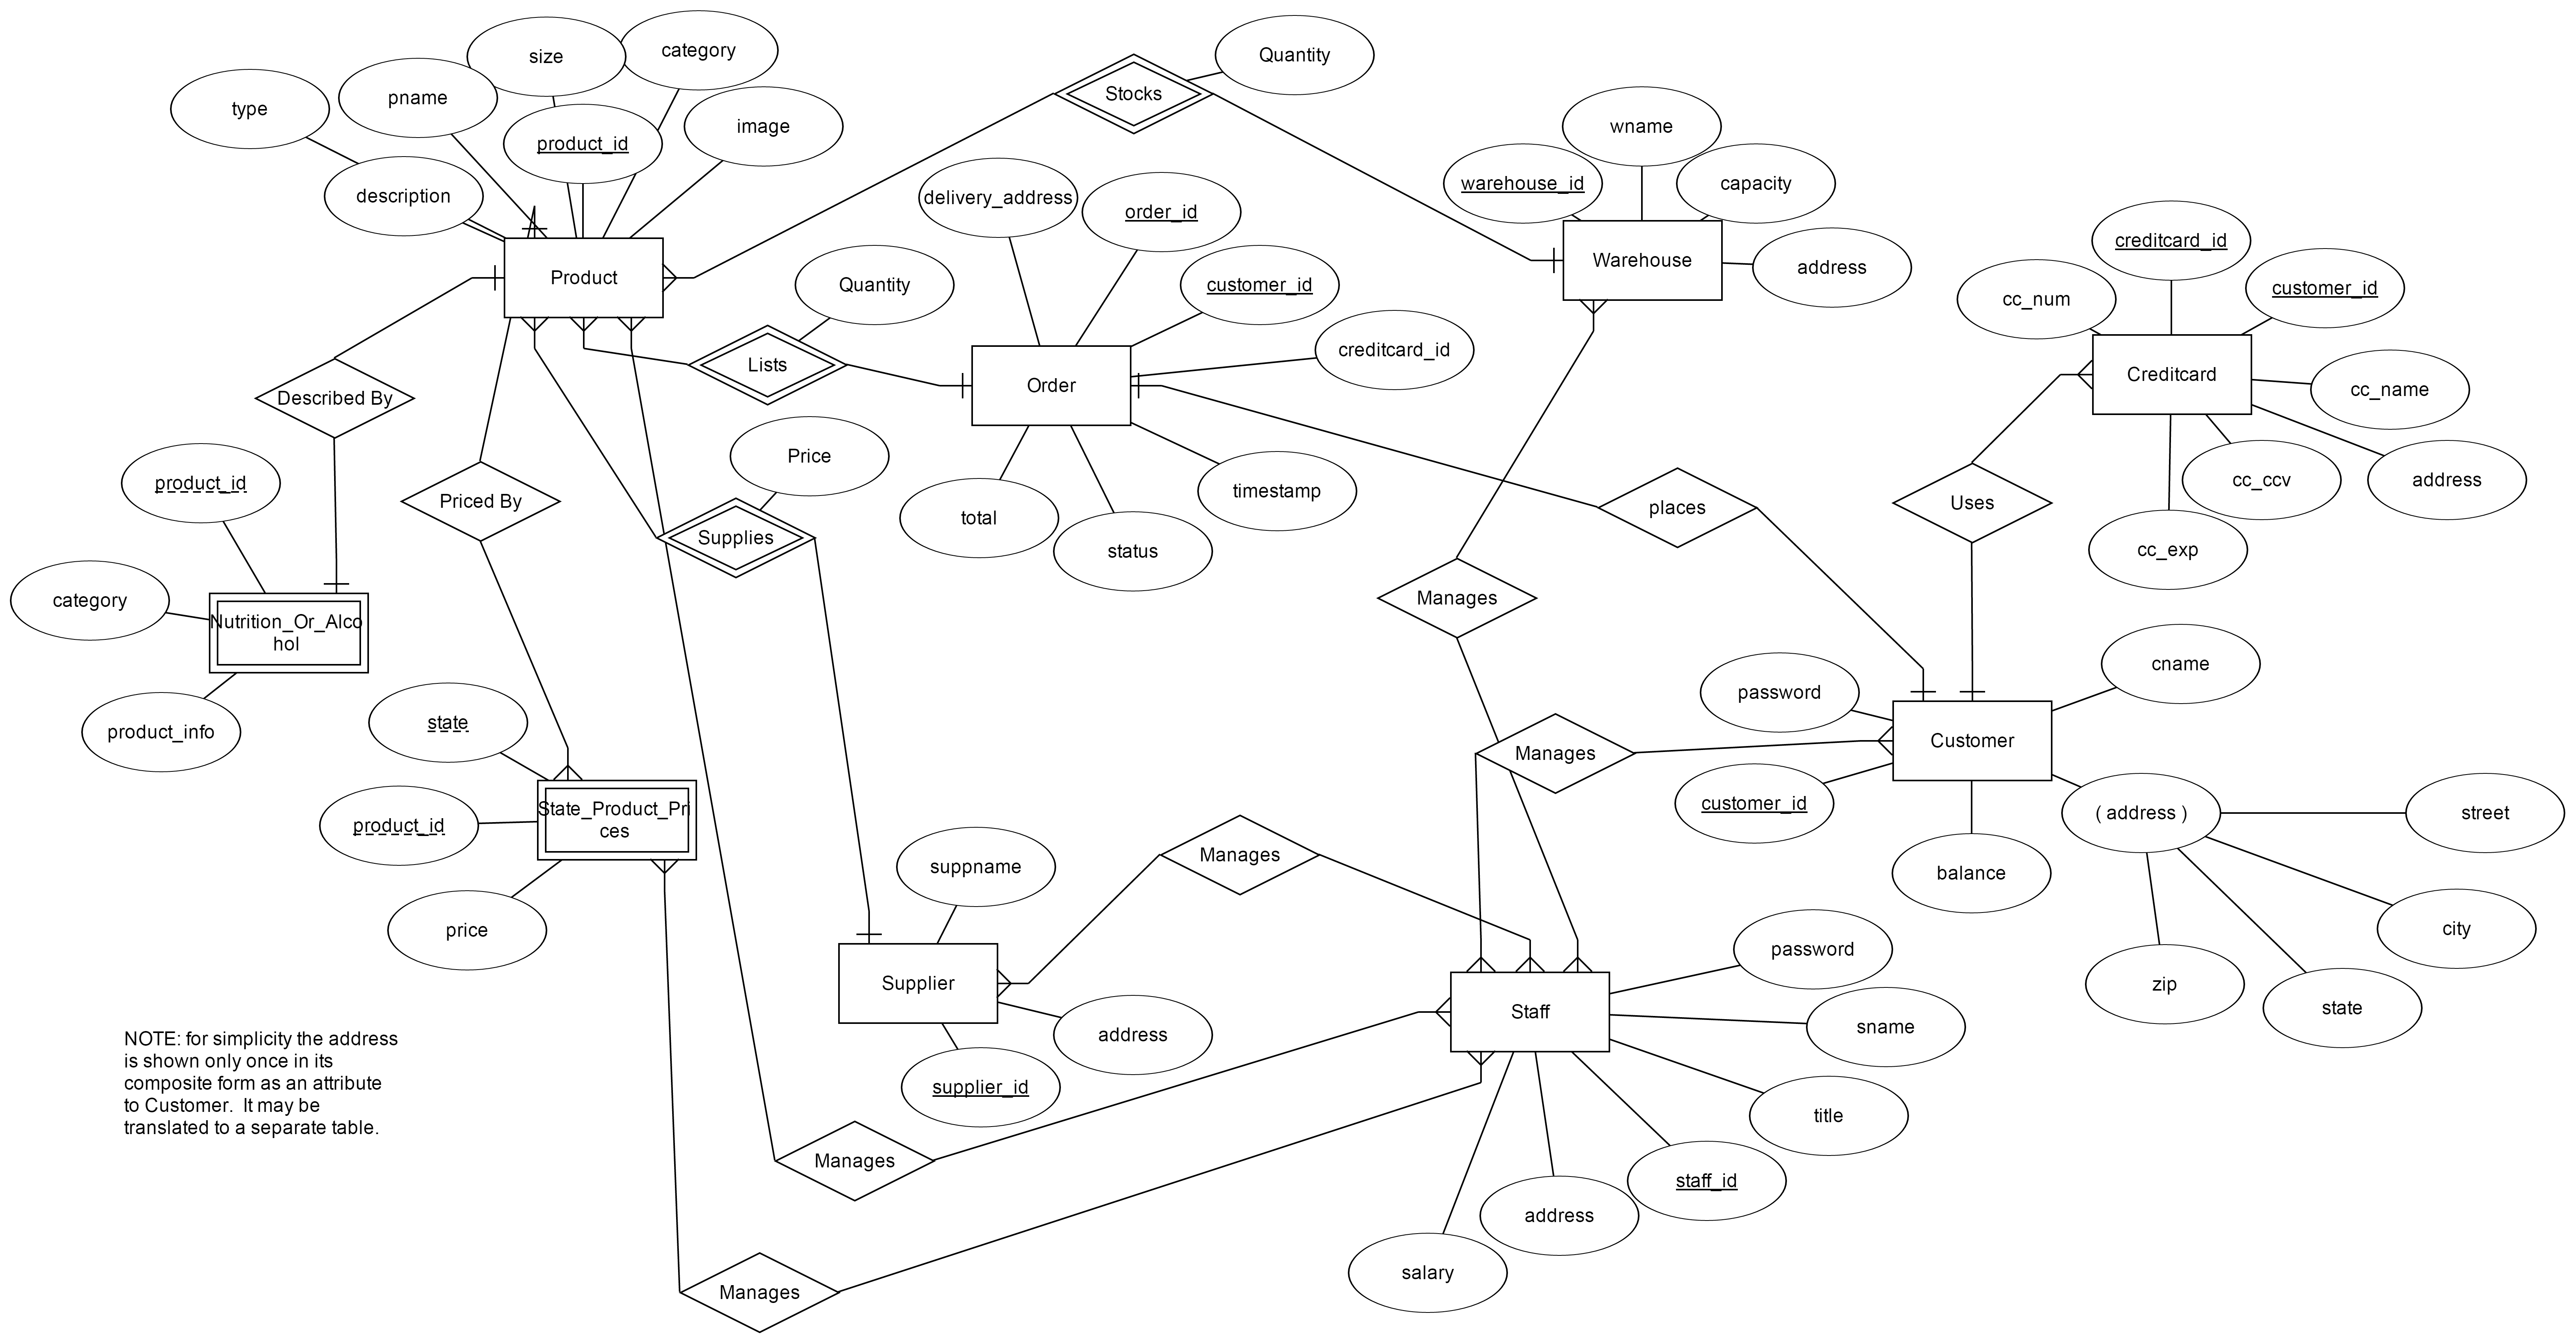 size
category
Quantity
Stocks
type
pname
image
wname
product_id
description
delivery_address
order_id
warehouse_id
capacity
creditcard_id
Product
Quantity
customer_id
Warehouse
address
cc_num
customer_id
Lists
Order
creditcard_id
Creditcard
cc_name
Described By
Price
product_id
Priced By
total
timestamp
places
Uses
cc_ccv
address
Supplies
status
cc_exp
category
Nutrition_Or_Alco
hol
Manages
product_info
state
password
cname
Manages
Customer
product_id
State_Product_Pri
ces
customer_id
( address )
street
suppname
Manages
balance
price
password
city
Supplier
zip
state
Staff
sname
NOTE: for simplicity the address
is shown only once in its
composite form as an attribute
to Customer.  It may be
translated to a separate table.
address
supplier_id
title
Manages
staff_id
address
salary
Manages